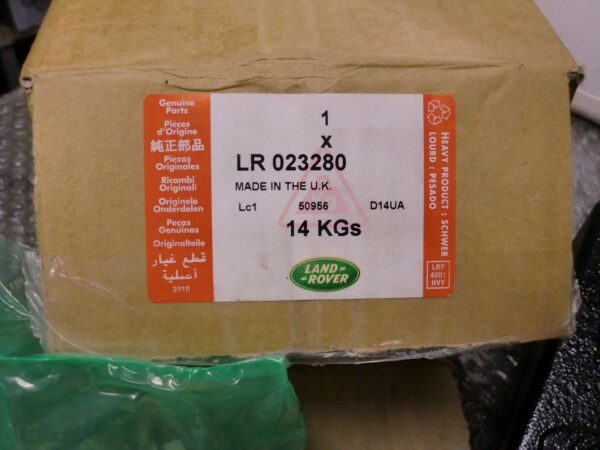 Genuine
Parts
Pièces
d'Origine
純正部品
Piezas
Originales
Ricambi
Originali
Originele
Onderdelen
Peças
Genuinas
Originalteile
قطع غيار
أصلية
2010
1
x
LR 023280
MADE IN THE U.K.
Lc1 50956 D14UA
14 KGs
LAND
ROVER
HEAVY PRODUCT : SCHWER
LOURD : PESADO
LRP
4001
HVY